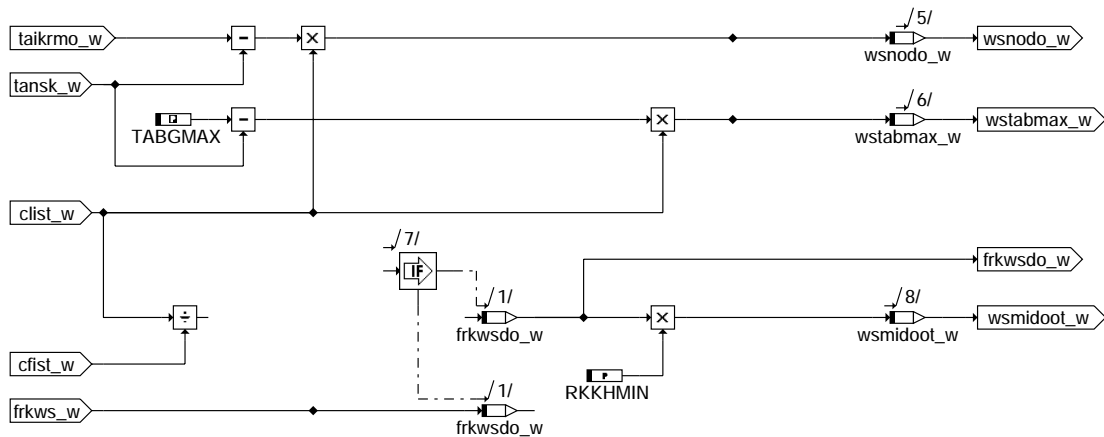 taikrmo_w
/5/
wsnodo_w
wsnodo_w
tansk_w
TABGMAX
/6/
wstabmax_w
wstabmax_w
clist_w
/7/
IF
frkwsdo_w
/1/
frkwsdo_w
/8/
wsmidoot_w
wsmidoot_w
P
RKKHMIN
cfist_w
/1/
frkws_w
frkwsdo_w